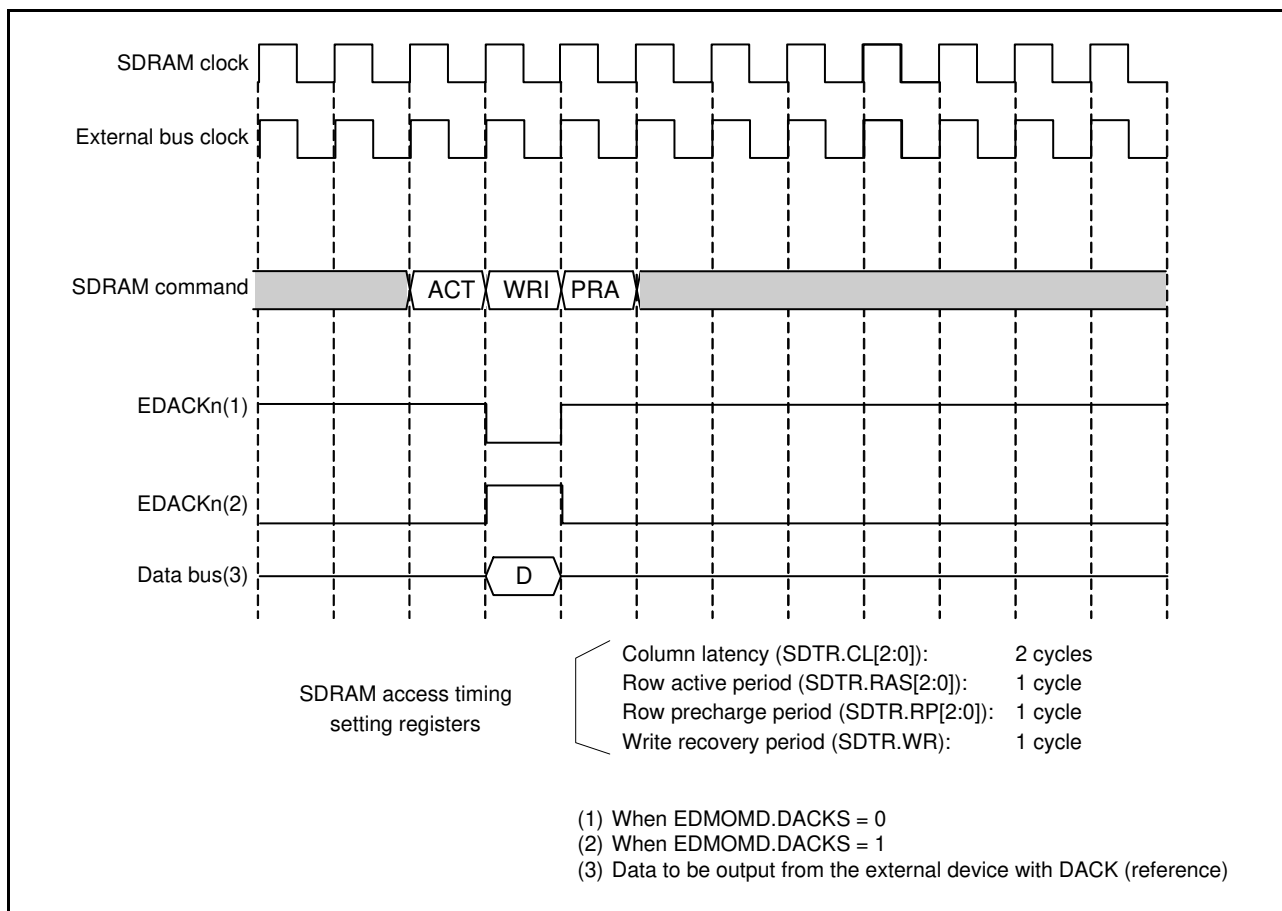 SDRAM clock
External bus clock
SDRAM command
ACT WRI PRA
EDACKn(1)
EDACKn(2)
Data bus(3)
D
SDRAM access timing
setting registers
Column latency (SDTR.CL[2:0]): 2 cycles
Row active period (SDTR.RAS[2:0]): 1 cycle
Row precharge period (SDTR.RP[2:0]): 1 cycle
Write recovery period (SDTR.WR): 1 cycle
(1) When EDMOMD.DACKS = 0
(2) When EDMOMD.DACKS = 1
(3) Data to be output from the external device with DACK (reference)